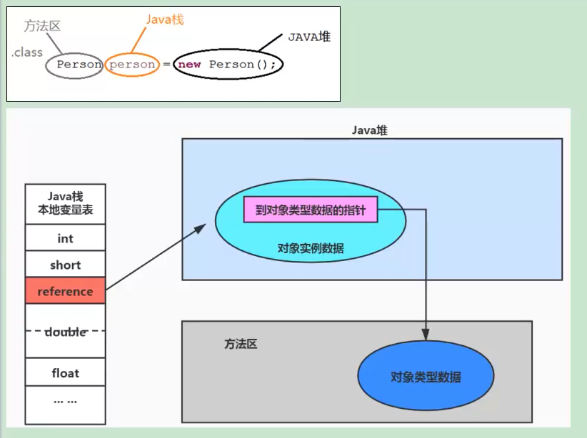 方法区
Java栈
JAVA堆
.class
Person person = new Person();
Java堆
Java栈
本地变量表
int
short
reference
double
float
... ...
到对象类型数据的指针
对象实例数据
方法区
对象类型数据